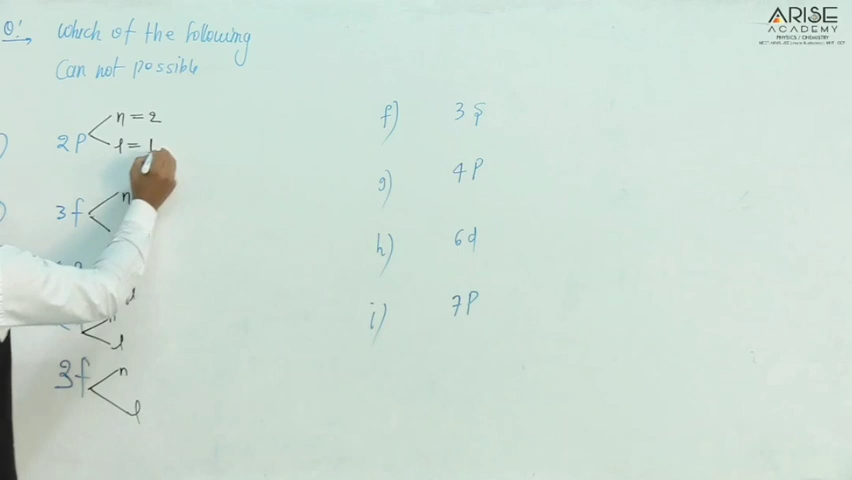 Q:
Which of the following
Can not possible
2p
n = 2
l = 1
3f
n
l
3f
n
l
f) 3s
g) 4p
h) 6d
i) 7p
ARISE
ACADEMY
PHYSICS / CHEMISTRY